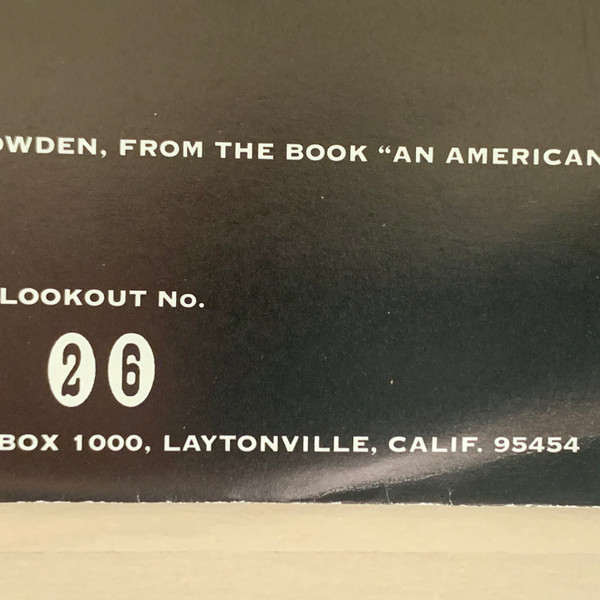 OWDEN, FROM THE BOOK “AN AMERICAN
LOOKOUT No.
26
BOX 1000, LAYTONVILLE, CALIF. 95454